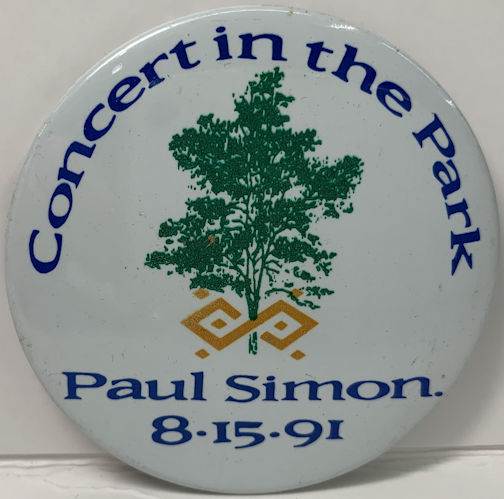 Concert in the Park
Paul Simon.
8·15·91